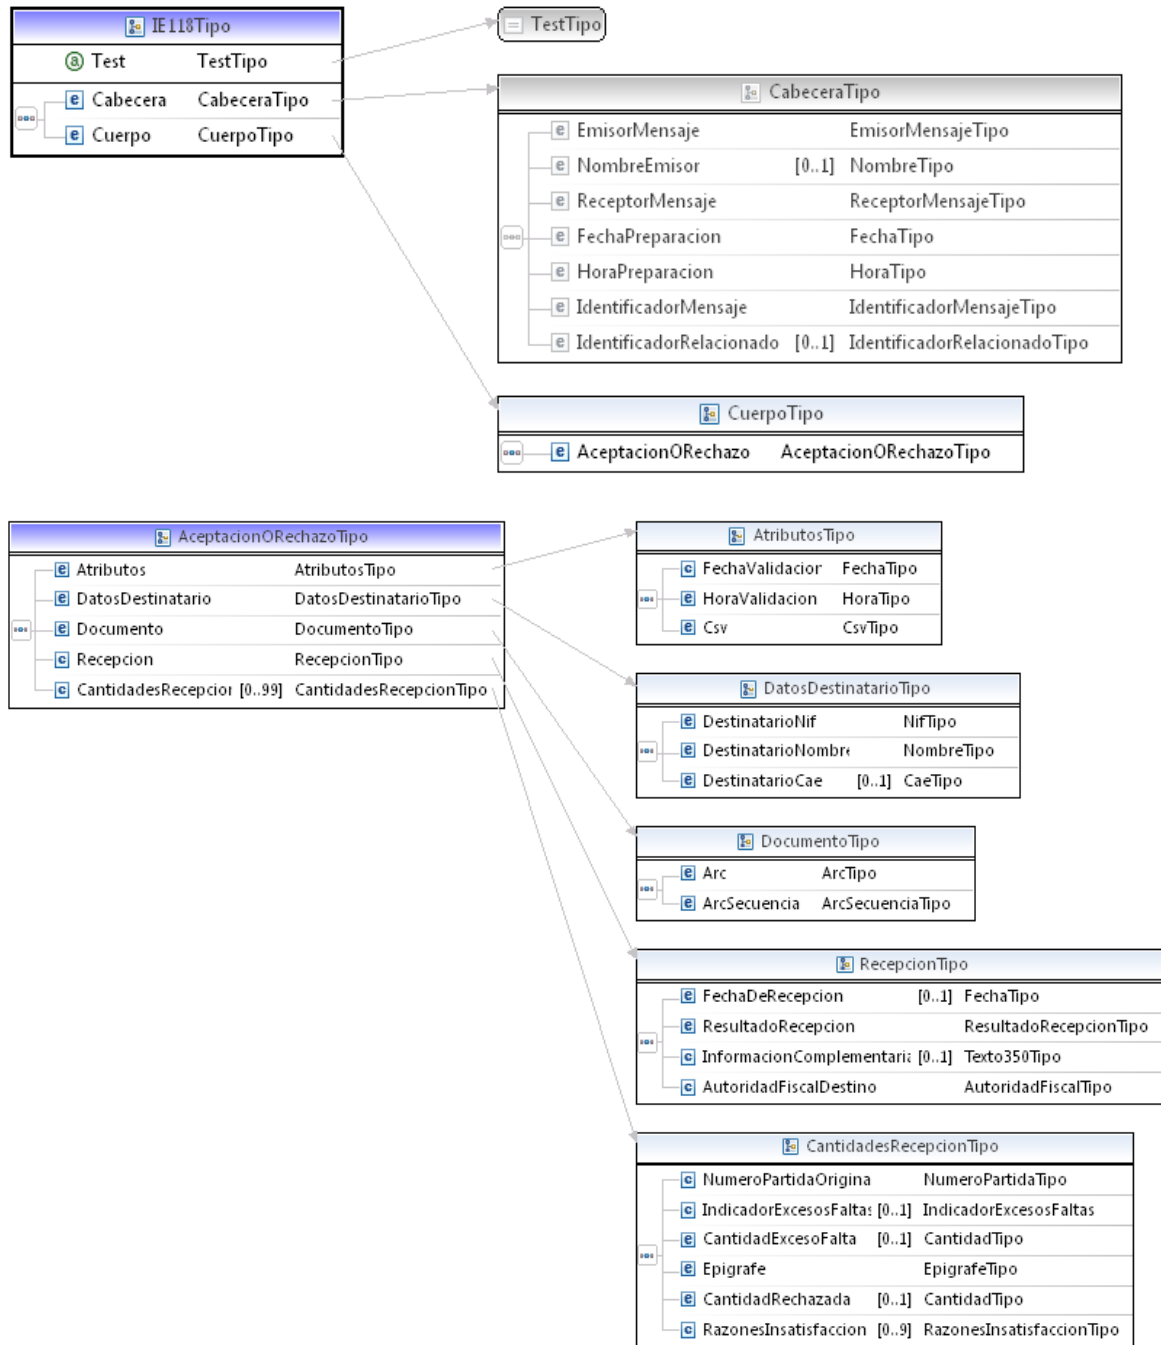 IE118Tipo
Test TestTipo
Cabecera CabeceraTipo
Cuerpo CuerpoTipo
TestTipo
CabeceraTipo
EmisorMensaje EmisorMensajeTipo
NombreEmisor [0..1] NombreTipo
ReceptorMensaje ReceptorMensajeTipo
FechaPreparacion FechaTipo
HoraPreparacion HoraTipo
IdentificadorMensaje IdentificadorMensajeTipo
IdentificadorRelacionado [0..1] IdentificadorRelacionadoTipo
CuerpoTipo
AceptacionORechazo AceptacionORechazoTipo
AceptacionORechazoTipo
Atributos AtributosTipo
DatosDestinatario DatosDestinatarioTipo
Documento DocumentoTipo
Recepcion RecepcionTipo
CantidadesRecepcior [0..99] CantidadesRecepcionTipo
AtributosTipo
FechaValidacior FechaTipo
HoraValidacion HoraTipo
Csv CsvTipo
DatosDestinatarioTipo
DestinatarioNif NifTipo
DestinatarioNombre NombreTipo
DestinatarioCae [0..1] CaeTipo
DocumentoTipo
Arc ArcTipo
ArcSecuencia ArcSecuenciaTipo
RecepcionTipo
FechaDeRecepcion [0..1] FechaTipo
ResultadoRecepcion ResultadoRecepcionTipo
InformacionComplementaria [0..1] Texto350Tipo
AutoridadFiscalDestino AutoridadFiscalTipo
CantidadesRecepcionTipo
NumeroPartidaOrigina NumeroPartidaTipo
IndicadorExcesosFaltas [0..1] IndicadorExcesosFaltas
CantidadExcesoFalta [0..1] CantidadTipo
Epigrafe EpigrafeTipo
CantidadRechazada [0..1] CantidadTipo
RazonesInsatisfaccion [0..9] RazonesInsatisfaccionTipo